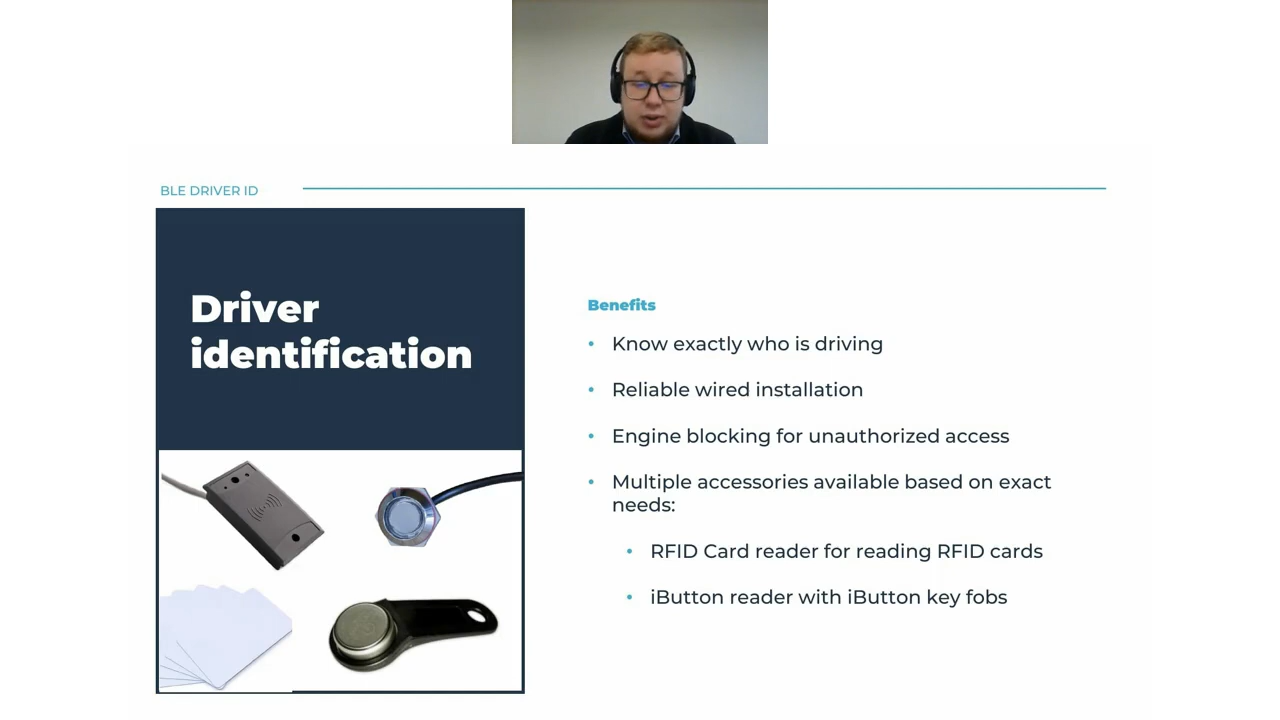 BLE DRIVER ID
Driver
identification
Benefits
• Know exactly who is driving
• Reliable wired installation
• Engine blocking for unauthorized access
• Multiple accessories available based on exact
needs:
• RFID Card reader for reading RFID cards
• iButton reader with iButton key fobs